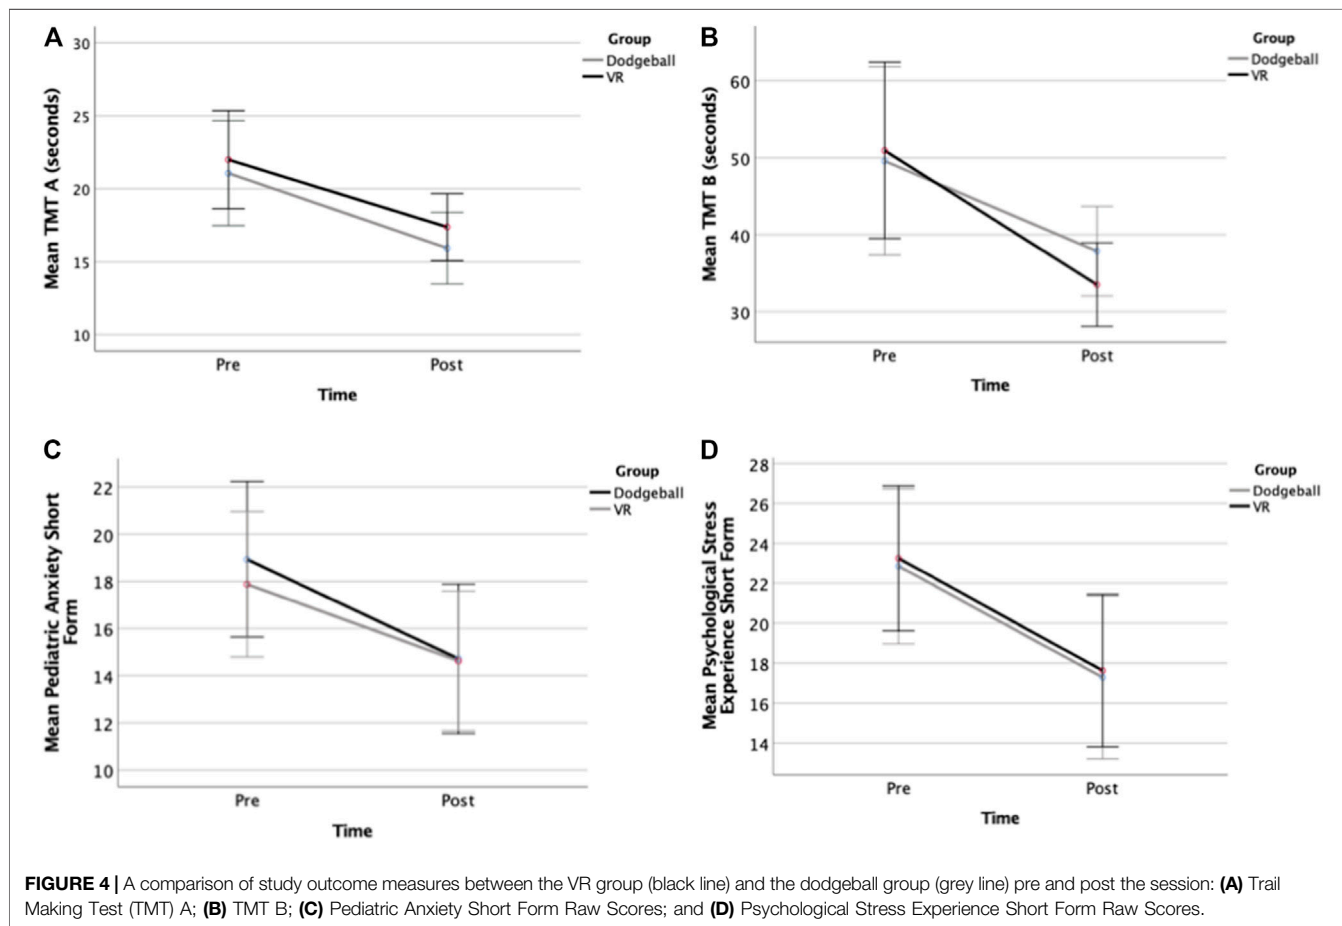 A
Mean TMT A (seconds)
30
25
20
15
10
Pre
Post
Time
Group
Dodgeball
VR
B
Mean TMT B (seconds)
60
50
40
30
Pre
Post
Time
Group
Dodgeball
VR
C
Mean Pediatric Anxiety Short
Form
22
20
18
16
14
12
10
Pre
Post
Time
Group
Dodgeball
VR
D
Mean Psychological Stress
Experience Short Form
28
26
24
22
20
18
16
14
Pre
Post
Time
Group
Dodgeball
VR
FIGURE 4 | A comparison of study outcome measures between the VR group (black line) and the dodgeball group (grey line) pre and post the session: (A) Trail
Making Test (TMT) A; (B) TMT B; (C) Pediatric Anxiety Short Form Raw Scores; and (D) Psychological Stress Experience Short Form Raw Scores.